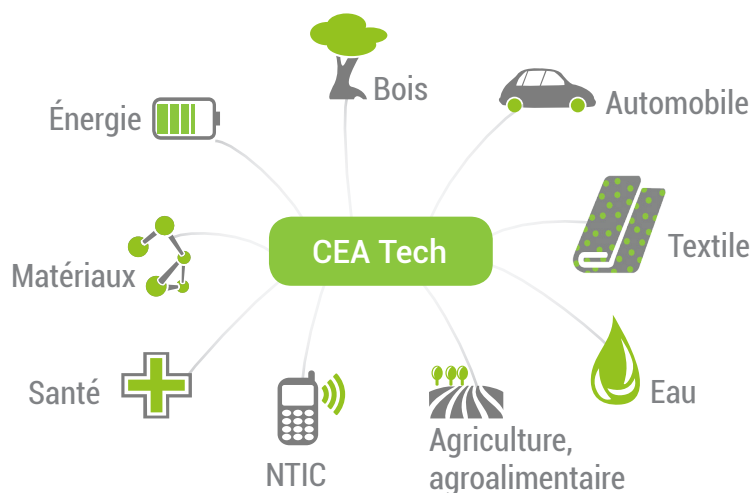 Bois
Énergie
Automobile
CEA Tech
Textile
Matériaux
Santé
Eau
NTIC
Agriculture,
agroalimentaire